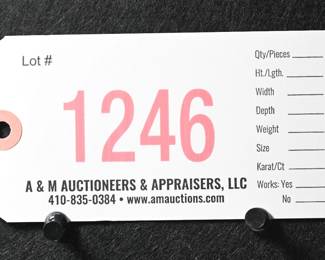 Lot #
1246
A & M AUCTIONEERS & APPRAISERS, LLC
410-835-0384 • www.amauctions.com
Qty/Pieces
Ht./Lgth.
Width
Depth
Weight
Size
Karat/Ct
Works: Yes
No